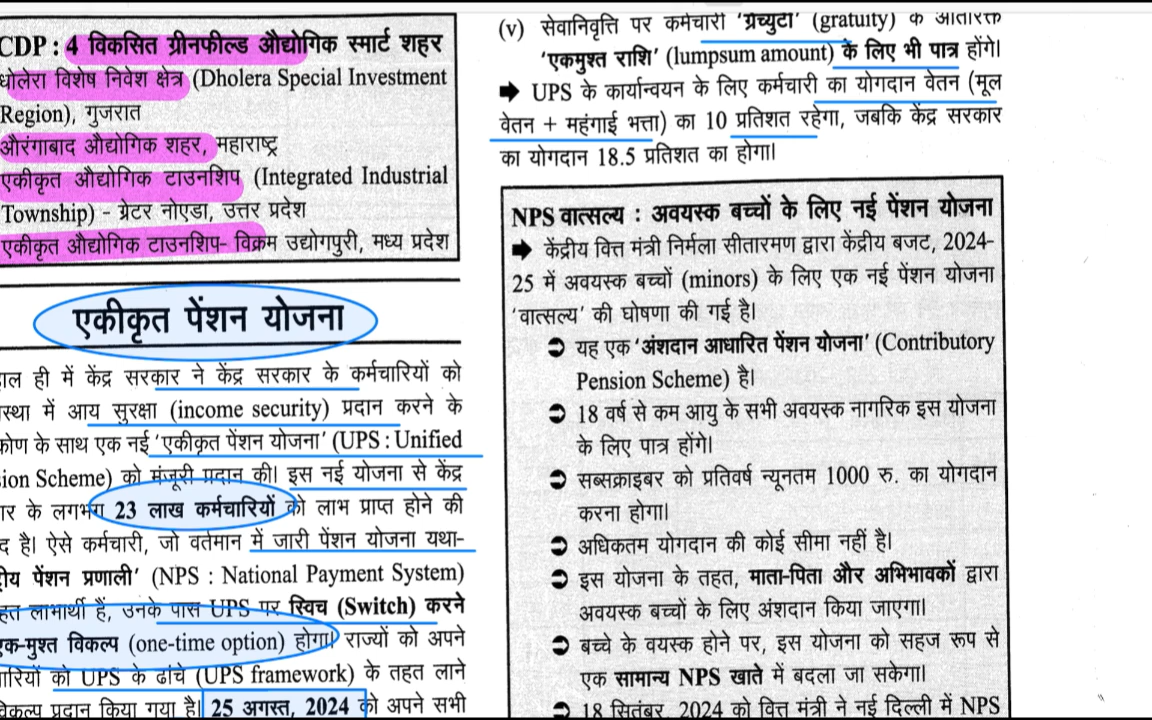 CDP : 4 विकसित ग्रीनफील्ड औद्योगिक स्मार्ट शहर
धोलेरा विशेष निवेश क्षेत्र (Dholera Special Investment
Region), गुजरात
औरंगाबाद औद्योगिक शहर, महाराष्ट्र
एकीकृत औद्योगिक टाउनशिप (Integrated Industrial
Township) - ग्रेटर नोएडा, उत्तर प्रदेश
एकीकृत औद्योगिक टाउनशिप- विक्रम उद्योगपुरी, मध्य प्रदेश
एकीकृत पेंशन योजना
ही में केंद्र सरकार ने केंद्र सरकार के कर्मचारियों को
में आय सुरक्षा (income security) प्रदान करने के
के साथ एक नई 'एकीकृत पेंशन योजना' (UPS : Unified
Scheme) को मंजूरी प्रदान की। इस नई योजना से केंद्र
के लगभग 23 लाख कर्मचारियों को लाभ प्राप्त होने की
है। ऐसे कर्मचारी, जो वर्तमान में जारी पेंशन योजना यथा-
पेंशन प्रणाली' (NPS : National Payment System)
लाभार्थी हैं, उनके पास UPS पर स्विच (Switch) करने
एक-मुश्त विकल्प (one-time option) होगा। राज्यों को अपने
को UPS के ढांचे (UPS framework) के तहत लाने
विकल्प प्रदान किया गया है। 25 अगस्त, 2024 को अपने सभी
(v) सेवानिवृत्ति पर कर्मचारी 'ग्रेच्युटी' (gratuity) के अतिरिक्त
'एकमुश्त राशि' (lumpsum amount) के लिए भी पात्र होंगे।
➡ UPS के कार्यान्वयन के लिए कर्मचारी का योगदान वेतन (मूल
वेतन + महंगाई भत्ता) का 10 प्रतिशत रहेगा, जबकि केंद्र सरकार
का योगदान 18.5 प्रतिशत का होगा।
NPS वात्सल्य : अवयस्क बच्चों के लिए नई पेंशन योजना
➡ केंद्रीय वित्त मंत्री निर्मला सीतारमण द्वारा केंद्रीय बजट, 2024-
25 में अवयस्क बच्चों (minors) के लिए एक नई पेंशन योजना
'वात्सल्य' की घोषणा की गई है।
➲ यह एक 'अंशदान आधारित पेंशन योजना' (Contributory
Pension Scheme) है।
➲ 18 वर्ष से कम आयु के सभी अवयस्क नागरिक इस योजना
के लिए पात्र होंगे।
➲ सब्सक्राइबर को प्रतिवर्ष न्यूनतम 1000 रु. का योगदान
करना होगा।
➲ अधिकतम योगदान की कोई सीमा नहीं है।
➲ इस योजना के तहत, माता-पिता और अभिभावकों द्वारा
अवयस्क बच्चों के लिए अंशदान किया जाएगा।
➲ बच्चे के वयस्क होने पर, इस योजना को सहज रूप से
एक सामान्य NPS खाते में बदला जा सकेगा।
➲ 18 सितंबर, 2024 को वित्त मंत्री ने नई दिल्ली में NPS